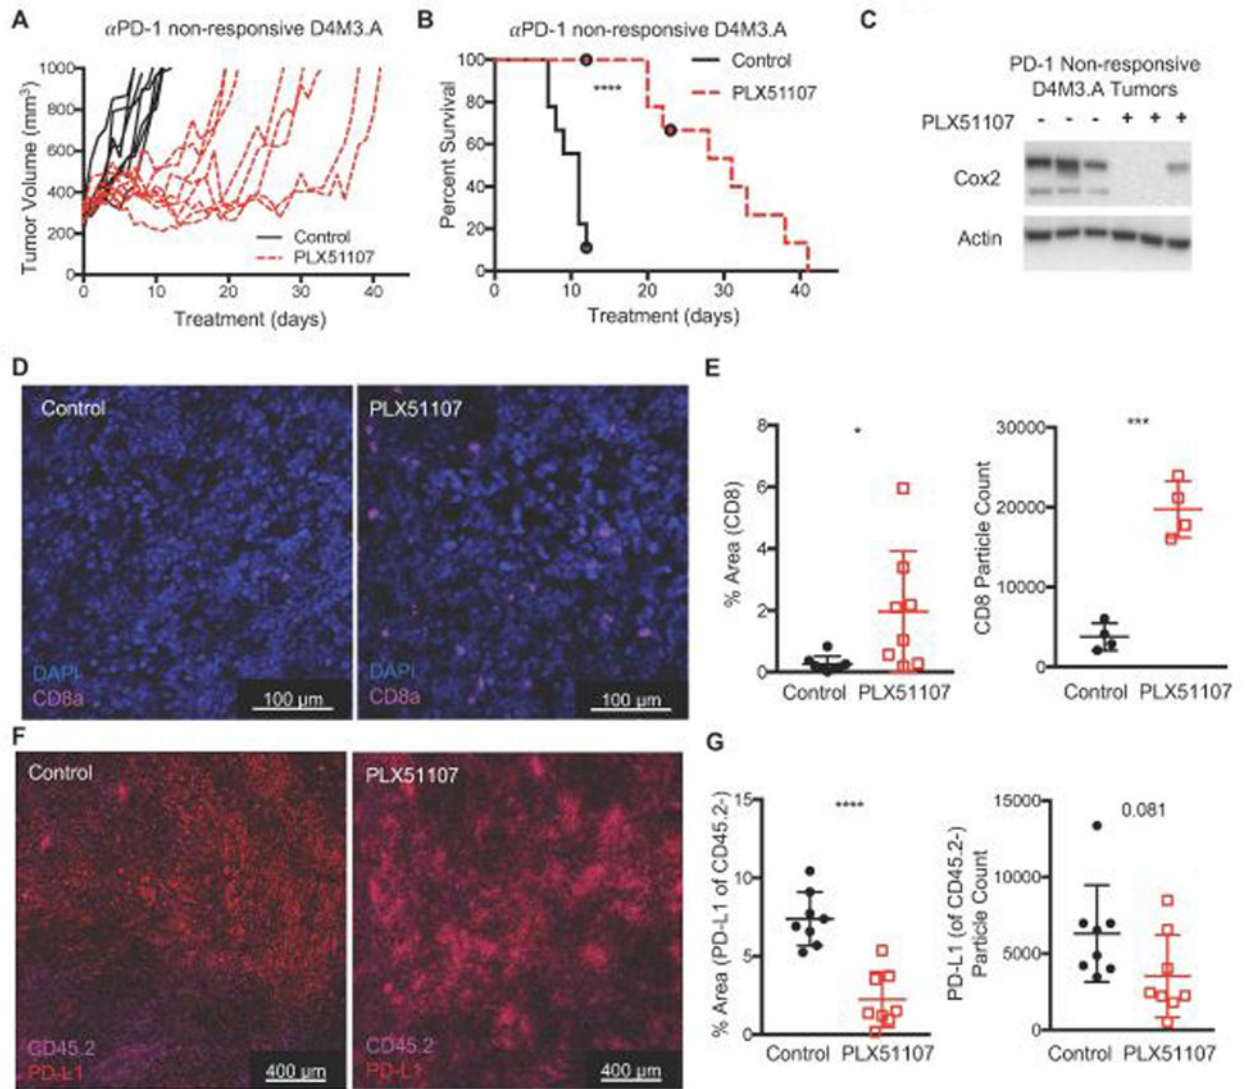 A
αPD-1 non-responsive D4M3.A
Tumor Volume (mm³)
1000
800
600
400
200
0
Control
PLX51107
0 10 20 30 40
Treatment (days)
B
αPD-1 non-responsive D4M3.A
Percent Survival
100
80
60
40
20
0
****
Control
PLX51107
0 10 20 30 40
Treatment (days)
C
PD-1 Non-responsive
D4M3.A Tumors
PLX51107 - - - + + +
Cox2
Actin
D
Control
DAPI
CD8a
100 µm
PLX51107
DAPI
CD8a
100 µm
E
% Area (CD8)
8
6
4
2
0
*
Control PLX51107
CD8 Particle Count
30000
20000
10000
0
***
Control PLX51107
F
Control
CD45.2
PD-L1
400 µm
PLX51107
CD45.2
PD-L1
400 µm
G
% Area (PD-L1 of CD45.2-)
15
10
5
0
****
Control PLX51107
PD-L1 (of CD45.2-)
Particle Count
15000
10000
5000
0
0.081
Control PLX51107